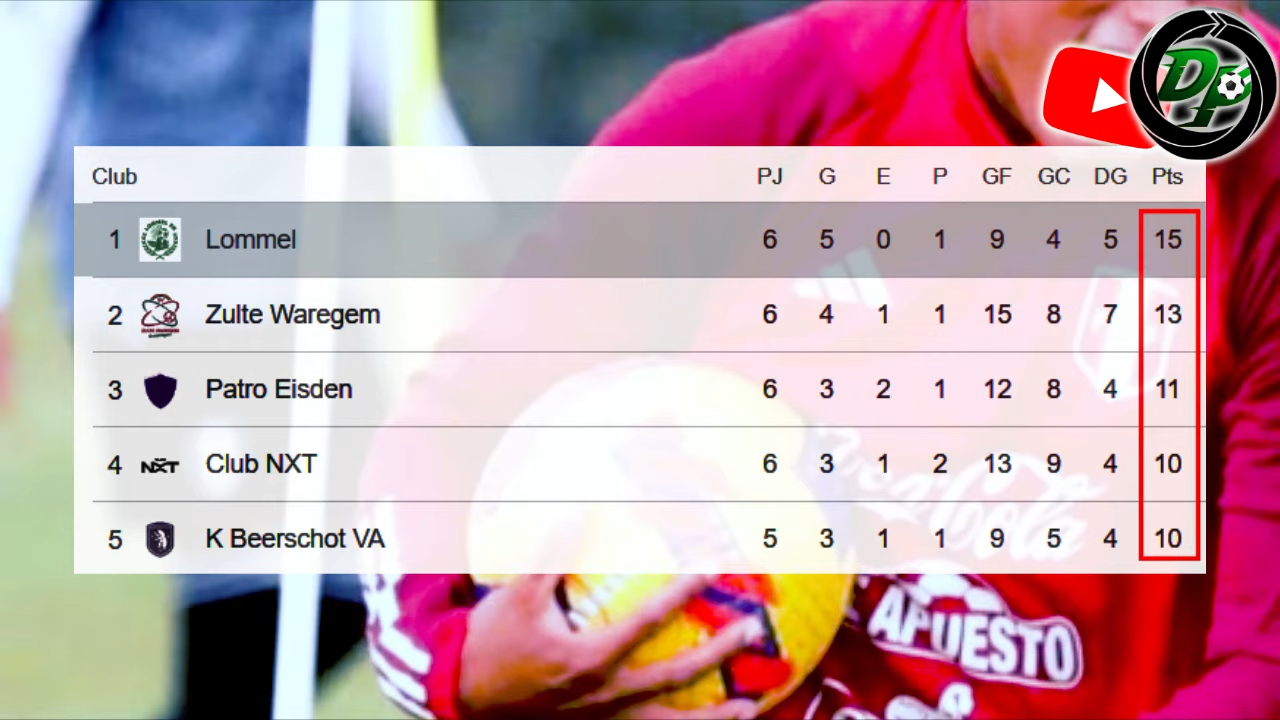 DP
Club PJ G E P GF GC DG Pts
1 Lommel 6 5 0 1 9 4 5 15
2 Zulte Waregem 6 4 1 1 15 8 7 13
3 Patro Eisden 6 3 2 1 12 8 4 11
4 NXT Club NXT 6 3 1 2 13 9 4 10
5 K Beerschot VA 5 3 1 1 9 5 4 10
Coca-Cola
APUESTO